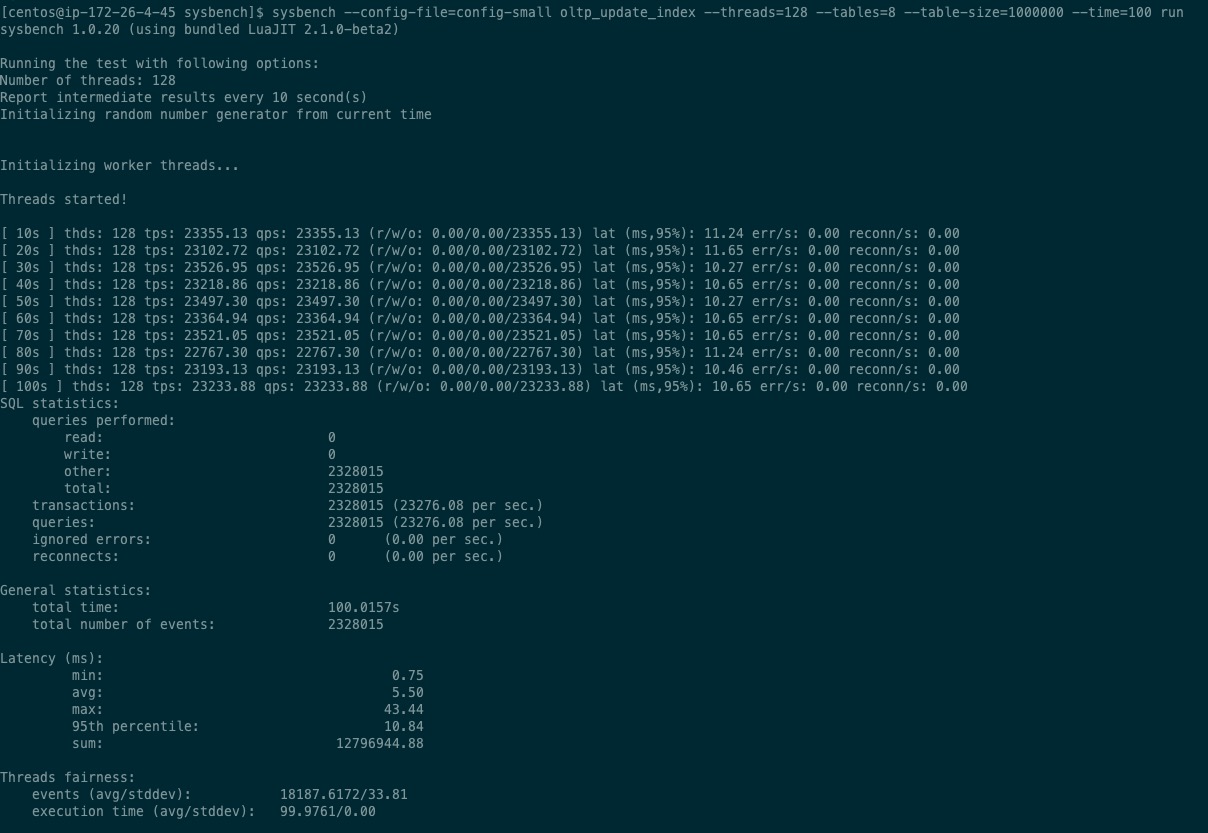 [centos@ip-172-26-4-45 sysbench]$ sysbench --config-file=config-small oltp_update_index --threads=128 --tables=8 --table-size=1000000 --time=100 run
sysbench 1.0.20 (using bundled LuaJIT 2.1.0-beta2)
Running the test with following options:
Number of threads: 128
Report intermediate results every 10 second(s)
Initializing random number generator from current time
Initializing worker threads...
Threads started!
[ 10s ] thds: 128 tps: 23355.13 qps: 23355.13 (r/w/o: 0.00/0.00/23355.13) lat (ms,95%): 11.24 err/s: 0.00 reconn/s: 0.00
[ 20s ] thds: 128 tps: 23102.72 qps: 23102.72 (r/w/o: 0.00/0.00/23102.72) lat (ms,95%): 11.65 err/s: 0.00 reconn/s: 0.00
[ 30s ] thds: 128 tps: 23526.95 qps: 23526.95 (r/w/o: 0.00/0.00/23526.95) lat (ms,95%): 10.27 err/s: 0.00 reconn/s: 0.00
[ 40s ] thds: 128 tps: 23218.86 qps: 23218.86 (r/w/o: 0.00/0.00/23218.86) lat (ms,95%): 10.65 err/s: 0.00 reconn/s: 0.00
[ 50s ] thds: 128 tps: 23497.30 qps: 23497.30 (r/w/o: 0.00/0.00/23497.30) lat (ms,95%): 10.27 err/s: 0.00 reconn/s: 0.00
[ 60s ] thds: 128 tps: 23364.94 qps: 23364.94 (r/w/o: 0.00/0.00/23364.94) lat (ms,95%): 10.65 err/s: 0.00 reconn/s: 0.00
[ 70s ] thds: 128 tps: 23521.05 qps: 23521.05 (r/w/o: 0.00/0.00/23521.05) lat (ms,95%): 10.65 err/s: 0.00 reconn/s: 0.00
[ 80s ] thds: 128 tps: 22767.30 qps: 22767.30 (r/w/o: 0.00/0.00/22767.30) lat (ms,95%): 11.24 err/s: 0.00 reconn/s: 0.00
[ 90s ] thds: 128 tps: 23193.13 qps: 23193.13 (r/w/o: 0.00/0.00/23193.13) lat (ms,95%): 10.46 err/s: 0.00 reconn/s: 0.00
[ 100s ] thds: 128 tps: 23233.88 qps: 23233.88 (r/w/o: 0.00/0.00/23233.88) lat (ms,95%): 10.65 err/s: 0.00 reconn/s: 0.00
SQL statistics:
queries performed:
read: 0
write: 0
other: 2328015
total: 2328015
transactions: 2328015 (23276.08 per sec.)
queries: 2328015 (23276.08 per sec.)
ignored errors: 0 (0.00 per sec.)
reconnects: 0 (0.00 per sec.)
General statistics:
total time: 100.0157s
total number of events: 2328015
Latency (ms):
min: 0.75
avg: 5.50
max: 43.44
95th percentile: 10.84
sum: 12796944.88
Threads fairness:
events (avg/stddev): 18187.6172/33.81
execution time (avg/stddev): 99.9761/0.00